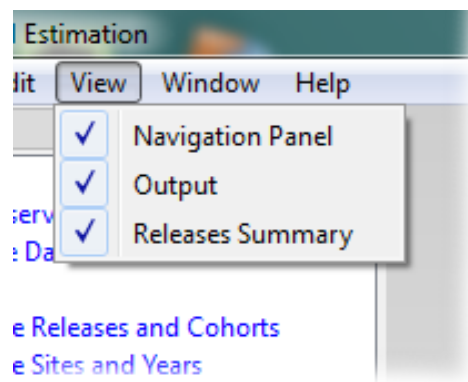 Estimation
View Window Help
Navigation Panel
Output
Releases Summary
Releases and Cohorts
Sites and Years